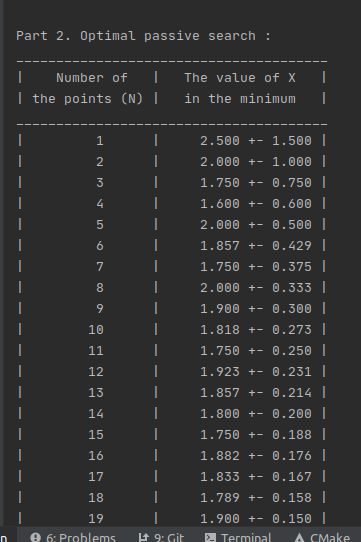 Part 2. Optimal passive search :
_______________________________________
|    Number of   |   The value of X   |
| the points (N) |   in the minimum   |
_______________________________________
|         1      |     2.500 +- 1.500 |
|         2      |     2.000 +- 1.000 |
|         3      |     1.750 +- 0.750 |
|         4      |     1.600 +- 0.600 |
|         5      |     2.000 +- 0.500 |
|         6      |     1.857 +- 0.429 |
|         7      |     1.750 +- 0.375 |
|         8      |     2.000 +- 0.333 |
|         9      |     1.900 +- 0.300 |
|        10      |     1.818 +- 0.273 |
|        11      |     1.750 +- 0.250 |
|        12      |     1.923 +- 0.231 |
|        13      |     1.857 +- 0.214 |
|        14      |     1.800 +- 0.200 |
|        15      |     1.750 +- 0.188 |
|        16      |     1.882 +- 0.176 |
|        17      |     1.833 +- 0.167 |
|        18      |     1.789 +- 0.158 |
|        19      |     1.900 +- 0.150 |
n 6: Problems 9: Git Terminal CMake